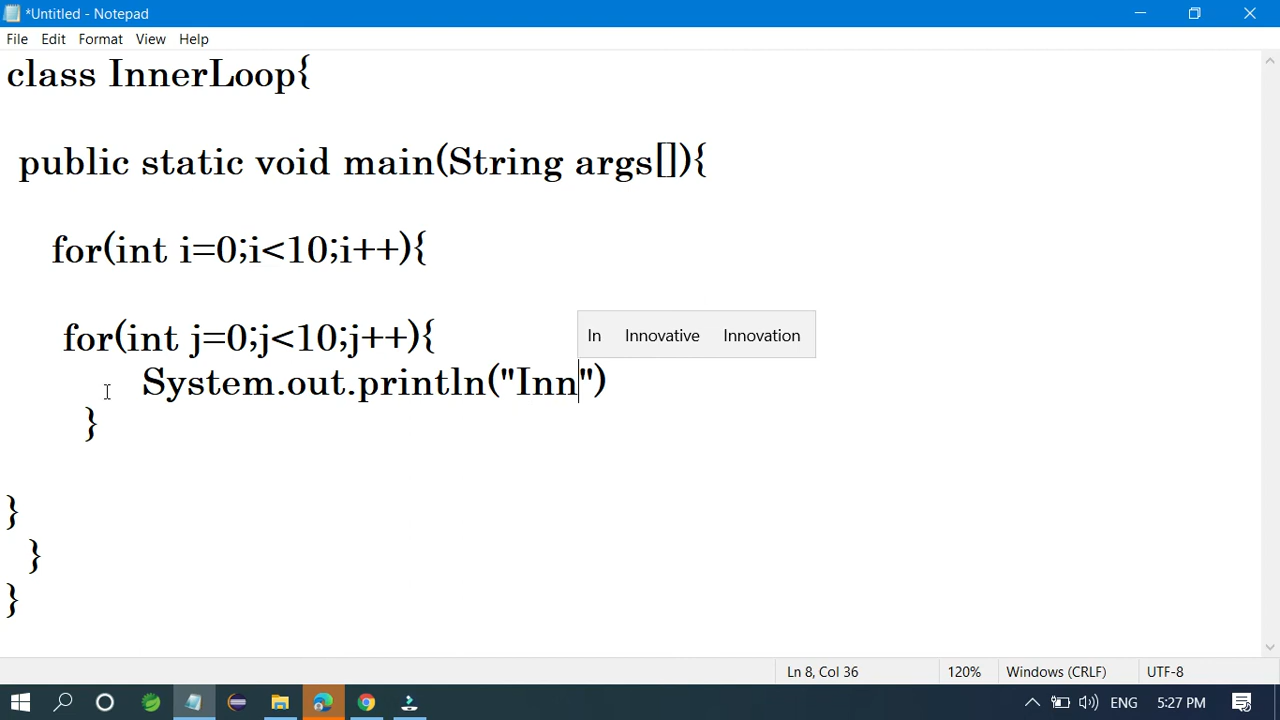 *Untitled - Notepad
File Edit Format View Help
class InnerLoop{
public static void main(String args[]){
for(int i=0;i<10;i++){
for(int j=0;j<10;j++){
In Innovative Innovation
System.out.println("Inn")
}
}
}
}
Ln 8, Col 36 120% Windows (CRLF) UTF-8
ENG 5:27 PM